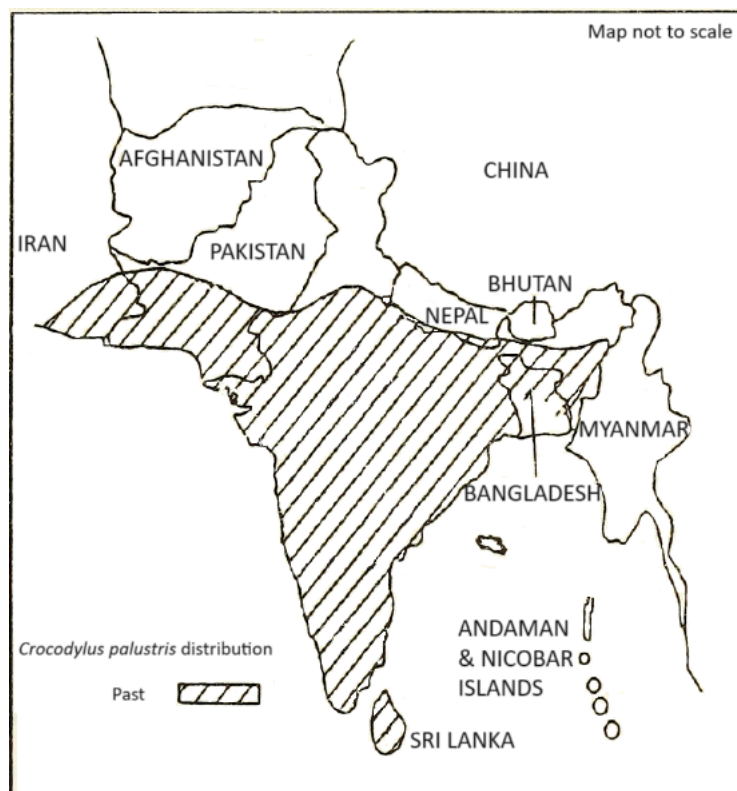 Map not to scale
AFGHANISTAN
CHINA
IRAN
PAKISTAN
BHUTAN
NEPAL
MYANMAR
BANGLADESH
ANDAMAN
& NICOBAR
ISLANDS
Crocodylus palustris distribution
Past
SRI LANKA